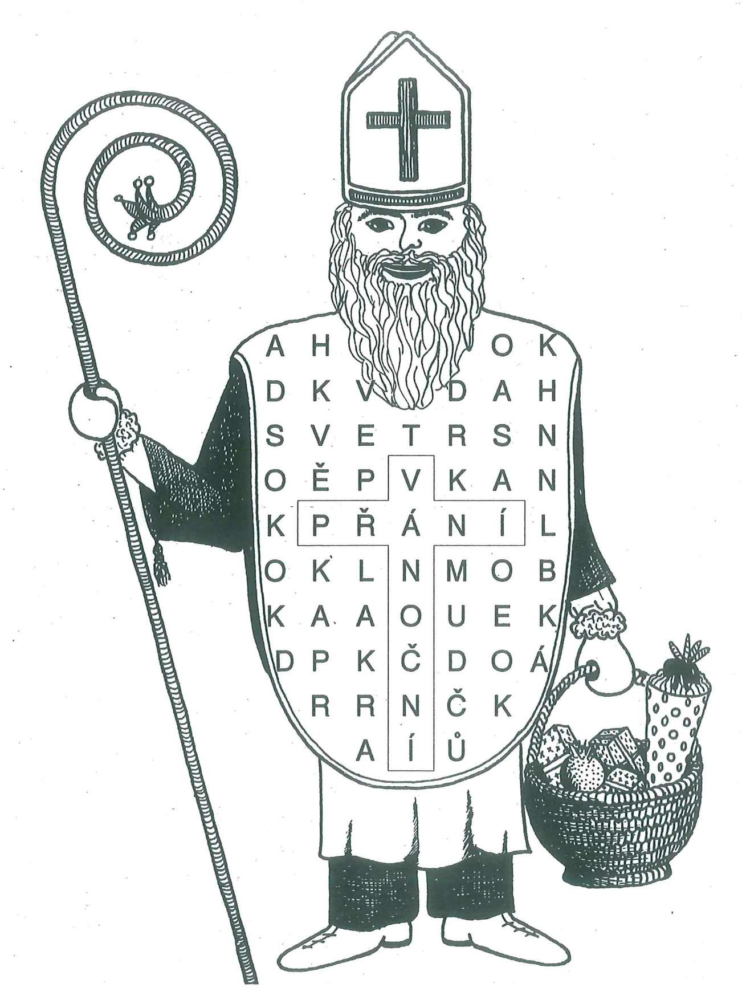 A H O K
D K V D A H
S V E T R S N
O Ě P V K A N
K P Ř Á N Í L
O K L N M O B
K A A O U E K
D P K Č D O Á
R R N Č K
A Í Ů